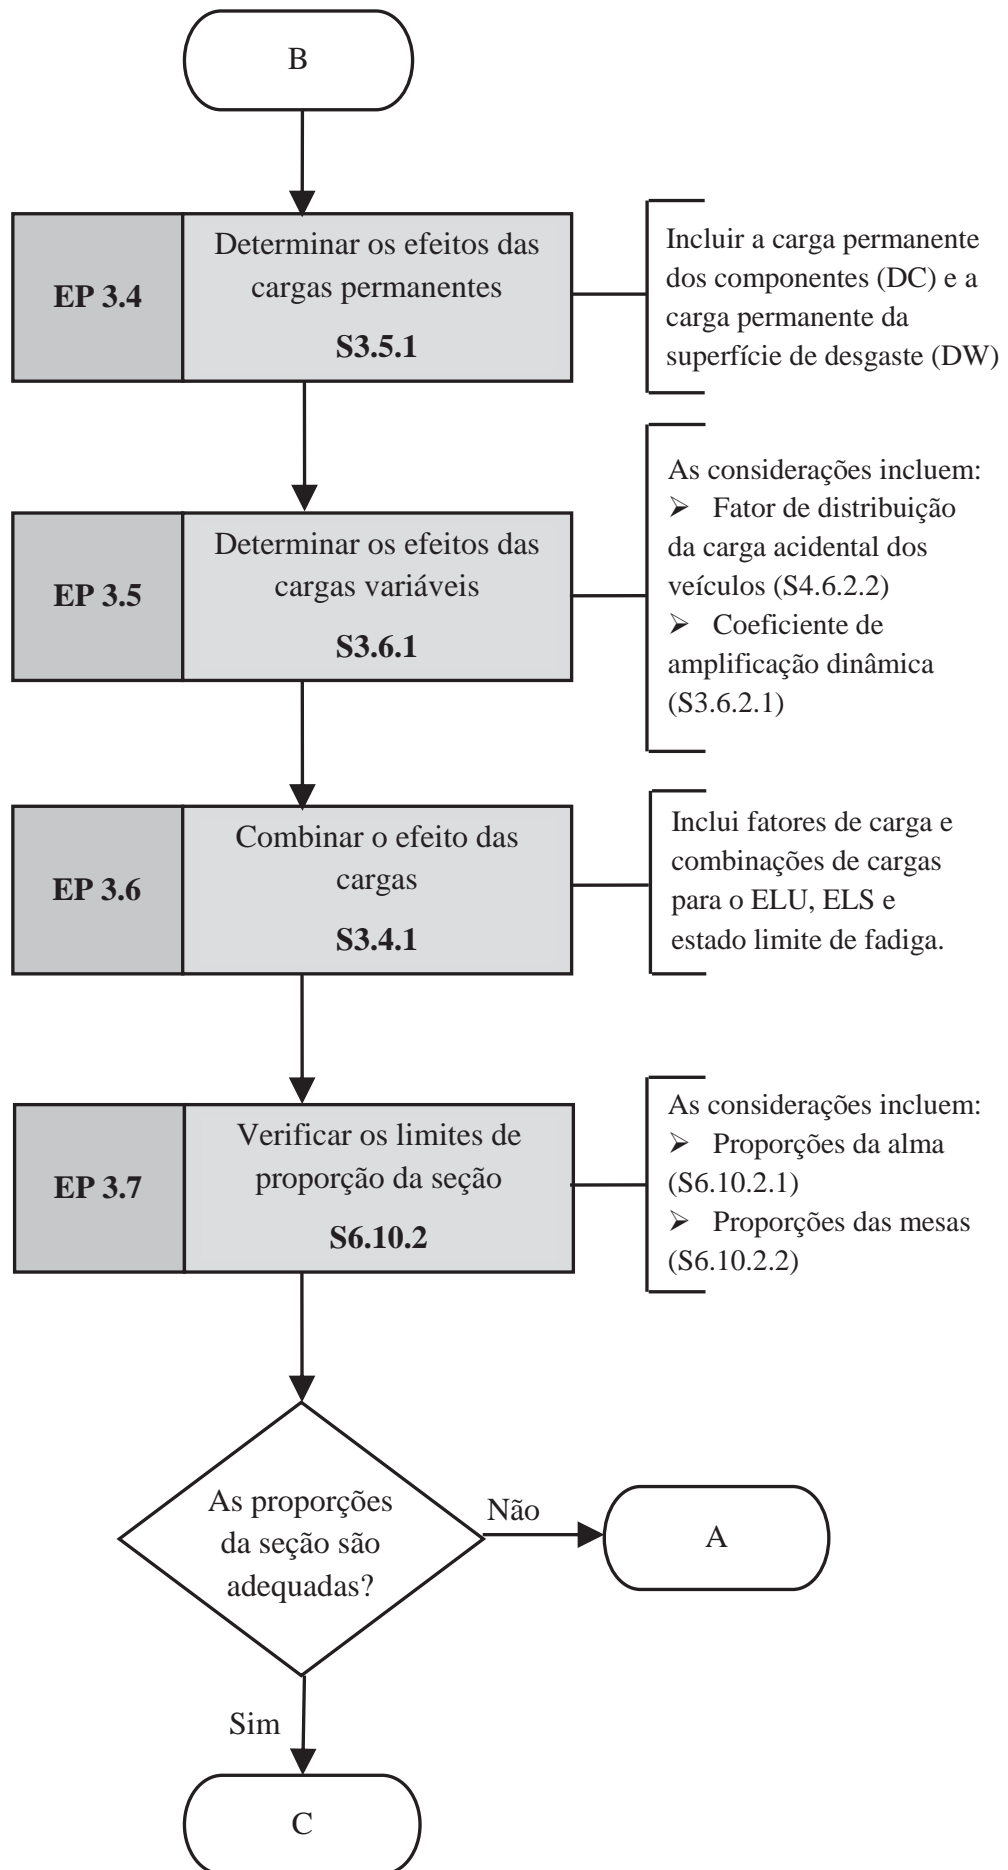 B
EP 3.4
Determinar os efeitos das
cargas permanentes
S3.5.1
Incluir a carga permanente
dos componentes (DC) e a
carga permanente da
superfície de desgaste (DW)
EP 3.5
Determinar os efeitos das
cargas variáveis
S3.6.1
As considerações incluem:
➢ Fator de distribuição
da carga acidental dos
veículos (S4.6.2.2)
➢ Coeficiente de
amplificação dinâmica
(S3.6.2.1)
EP 3.6
Combinar o efeito das
cargas
S3.4.1
Inclui fatores de carga e
combinações de cargas
para o ELU, ELS e
estado limite de fadiga.
EP 3.7
Verificar os limites de
proporção da seção
S6.10.2
As considerações incluem:
➢ Proporções da alma
(S6.10.2.1)
➢ Proporções das mesas
(S6.10.2.2)
As proporções
da seção são
adequadas?
Não
A
Sim
C